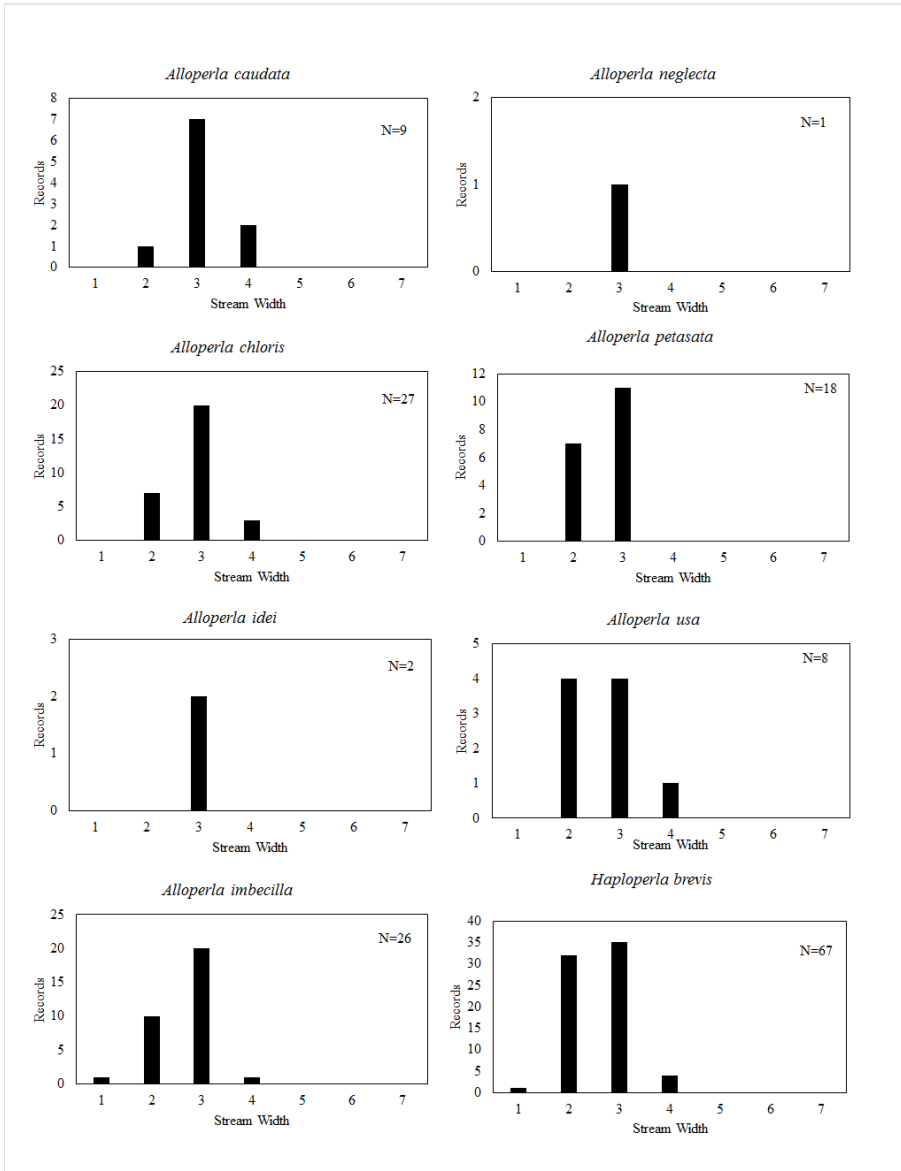 Alloperla caudata
8
7
6
5
4
3
2
1
0
Records
N=9
1 2 3 4 5 6 7
Stream Width
Alloperla neglecta
2
1
0
Records
N=1
1 2 3 4 5 6 7
Stream Width
Alloperla chloris
25
20
15
10
5
0
Records
N=27
1 2 3 4 5 6 7
Stream Width
Alloperla petasata
12
10
8
6
4
2
0
Records
N=18
1 2 3 4 5 6 7
Stream Width
Alloperla idei
3
2
1
0
Records
N=2
1 2 3 4 5 6 7
Stream Width
Alloperla usa
5
4
3
2
1
0
Records
N=8
1 2 3 4 5 6 7
Stream Width
Alloperla imbecilla
25
20
15
10
5
0
Records
N=26
1 2 3 4 5 6 7
Stream Width
Haploperla brevis
40
35
30
25
20
15
10
5
0
Records
N=67
1 2 3 4 5 6 7
Stream Width